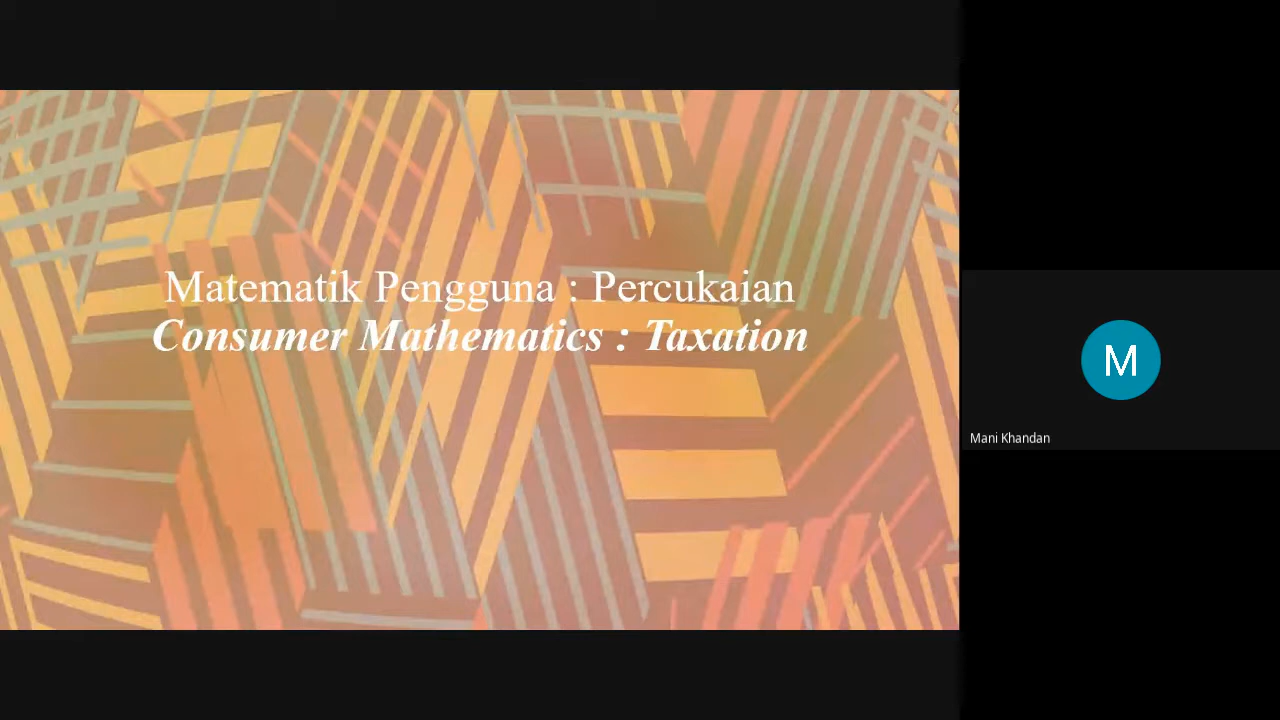 Matematik Pengguna : Percukaian
Consumer Mathematics : Taxation
M
Mani Khandan